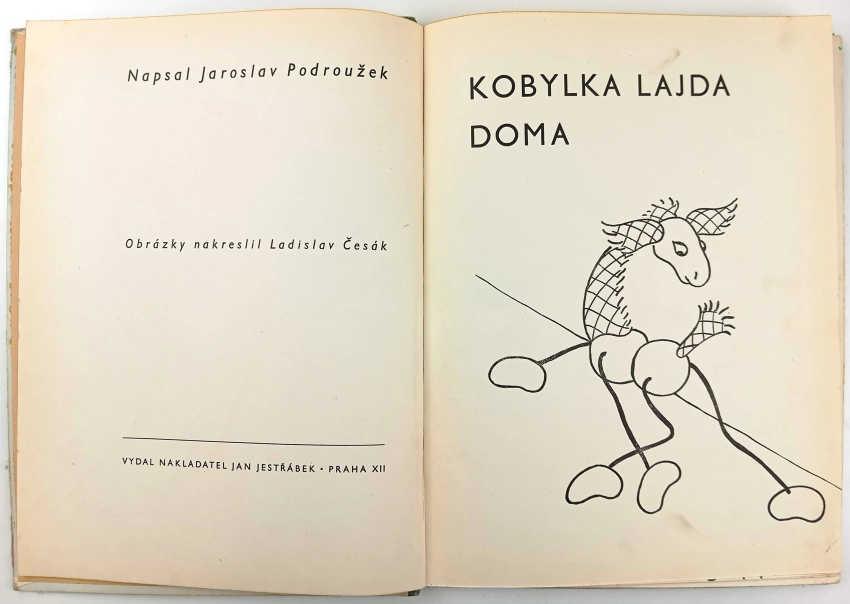 Napsal Jaroslav Podroužek
Obrázky nakreslil Ladislav Česák
VYDAL NAKLADATEL JAN JESTŘÁBEK • PRAHA XII
KOBYLKA LAJDA
DOMA